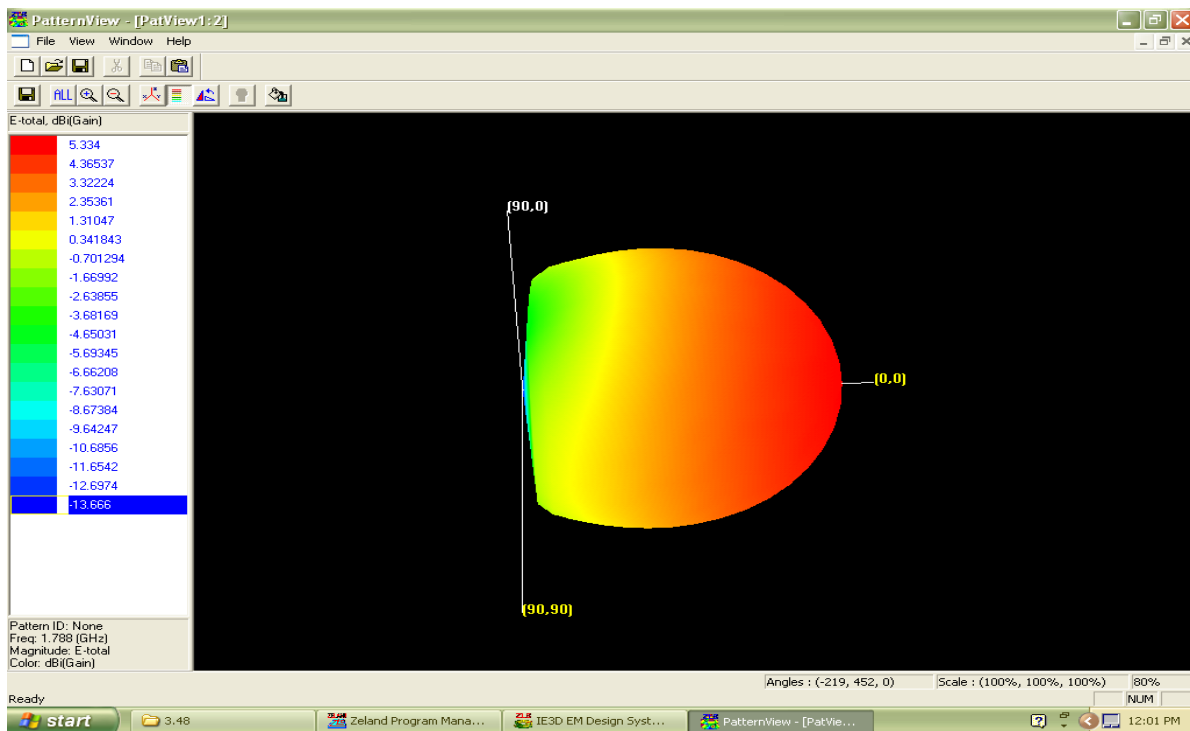 PatternView - [PatView1:2]
File View Window Help
ALL
E-total, dBi(Gain)
5.334
4.36537
3.32224
2.35361
1.31047
0.341843
-0.701294
-1.66992
-2.63855
-3.68169
-4.65031
-5.69345
-6.66208
-7.63071
-8.67384
-9.64247
-10.6856
-11.6542
-12.6974
-13.666
(90,0)
(0,0)
(90,90)
Pattern ID: None
Freq: 1.788 (GHz)
Magnitude: E-total
Color: dBi(Gain)
Angles : (-219, 452, 0) Scale : (100%, 100%, 100%) 80%
Ready NUM
start 3.48 Zeland Program Mana... IE3D EM Design Syst... PatternView - [PatVie... 12:01 PM